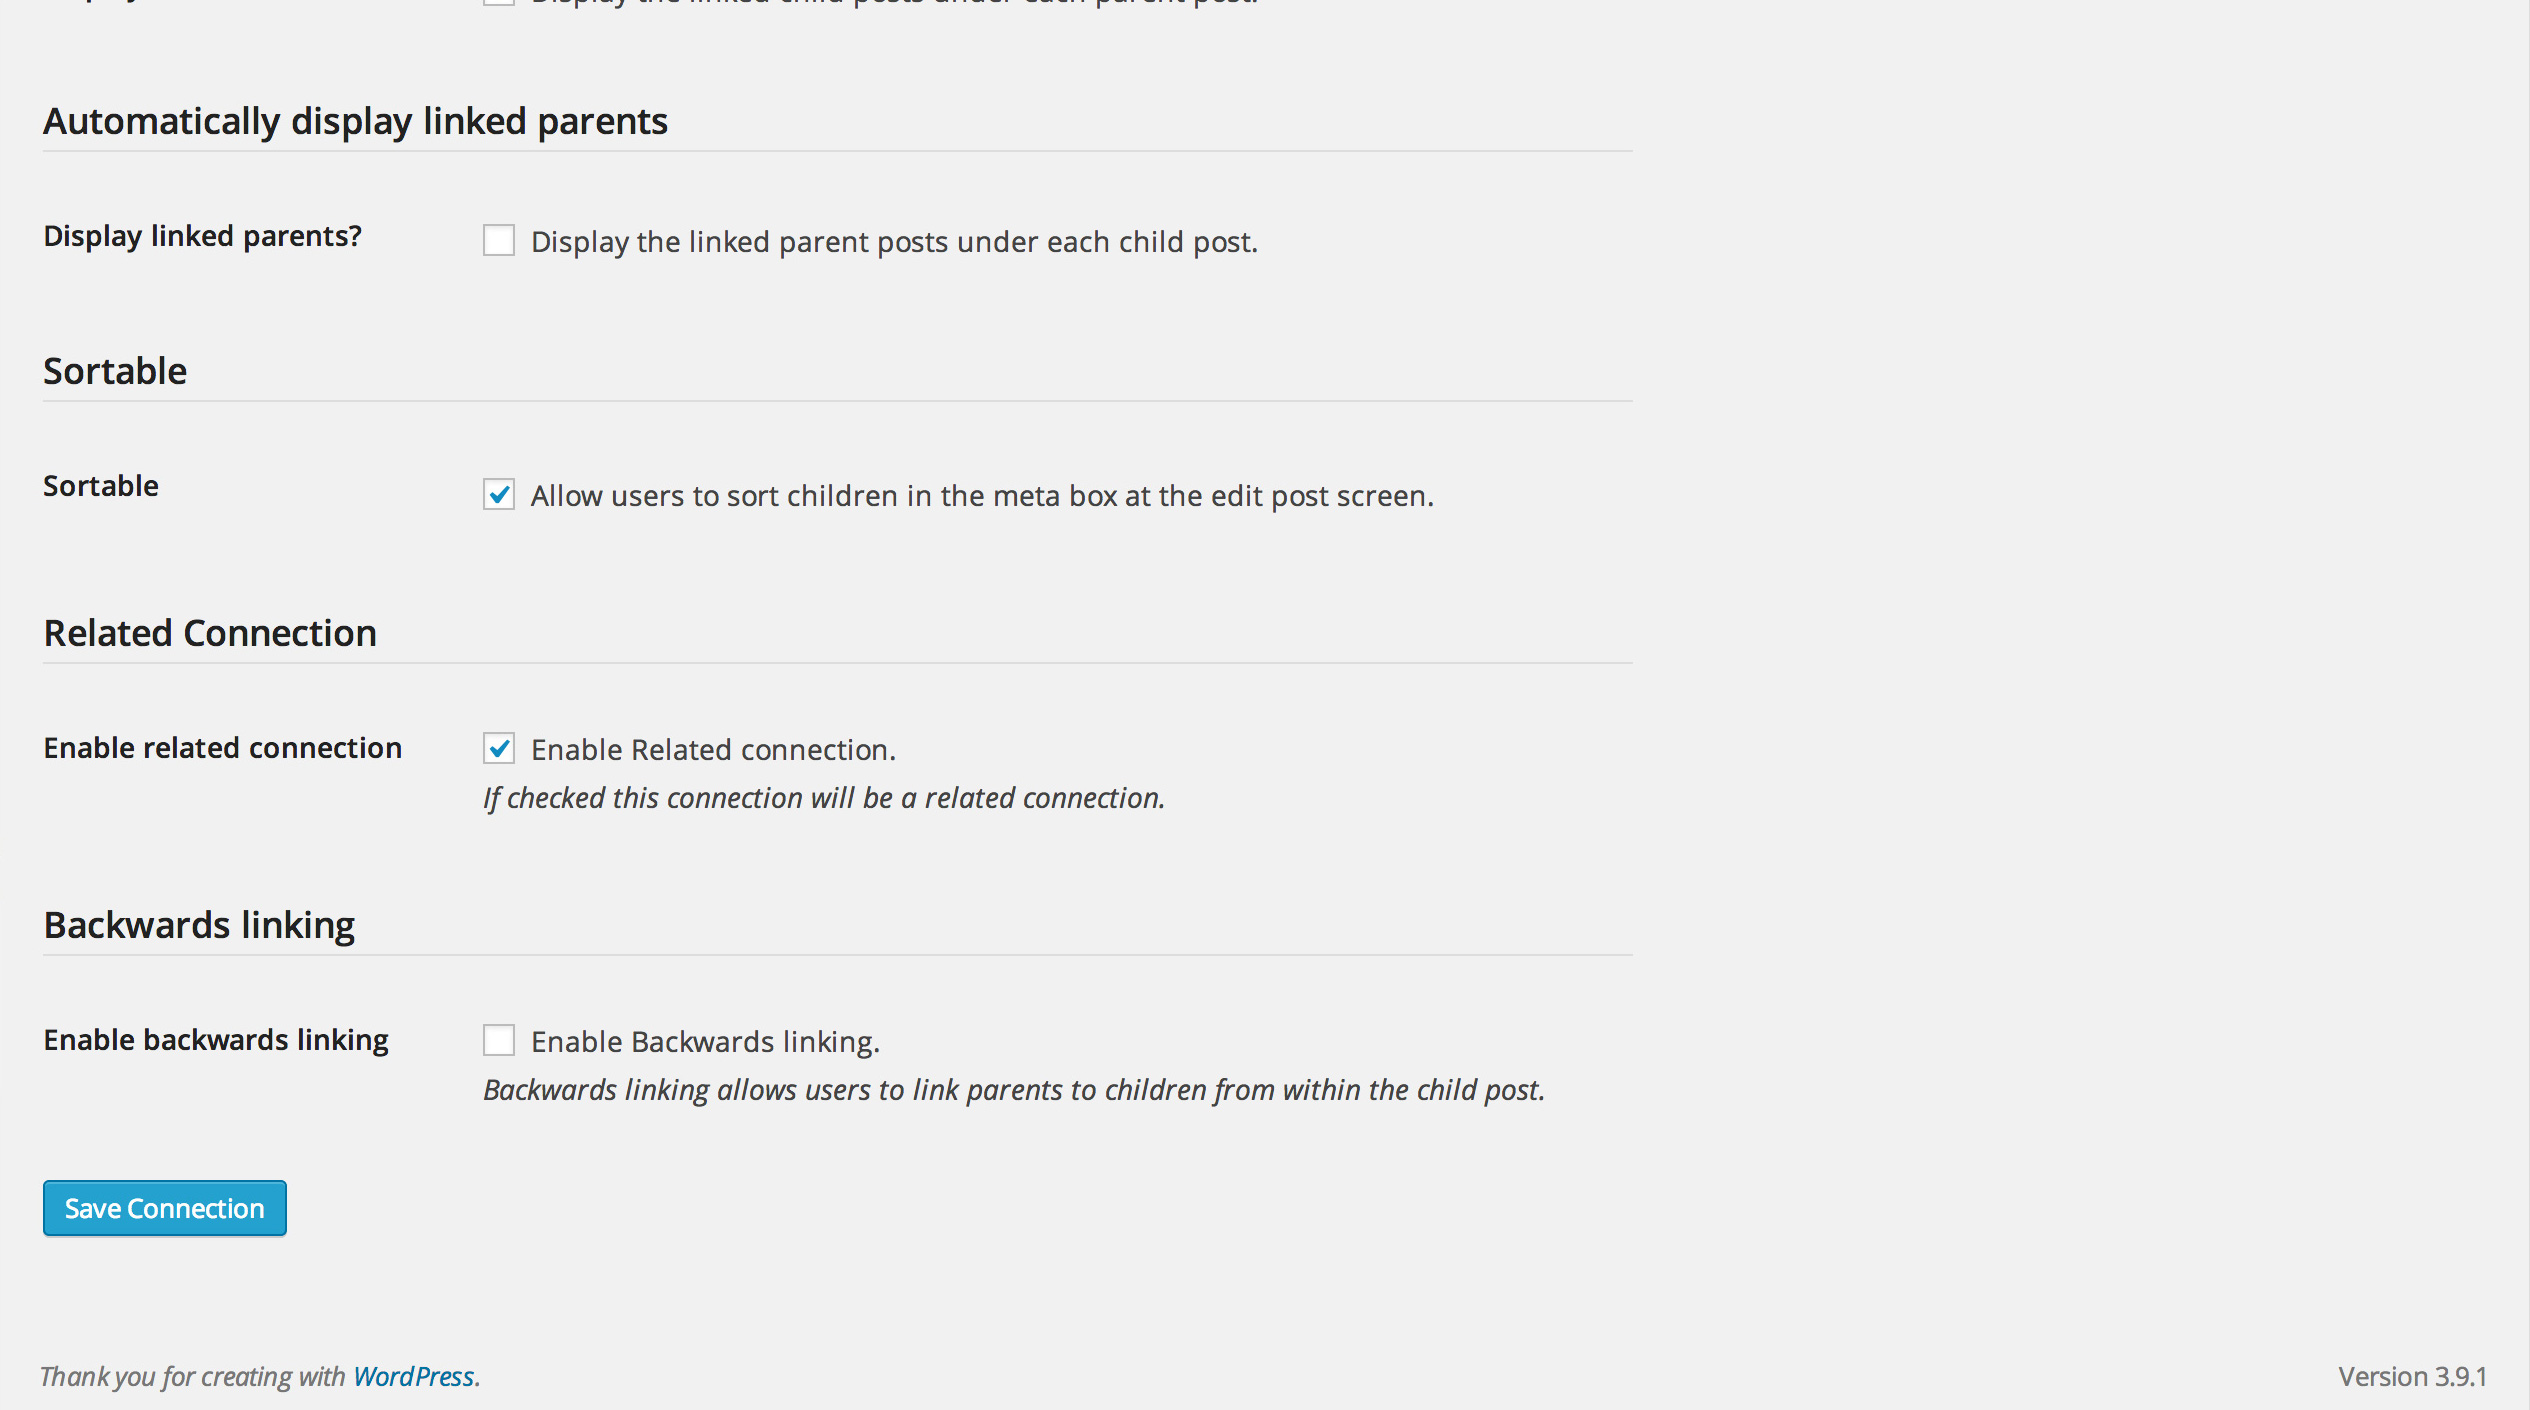 Display the linked child posts under each parent post.
Automatically display linked parents
Display linked parents?
Display the linked parent posts under each child post.
Sortable
Sortable
Allow users to sort children in the meta box at the edit post screen.
Related Connection
Enable related connection
Enable Related connection.
If checked this connection will be a related connection.
Backwards linking
Enable backwards linking
Enable Backwards linking.
Backwards linking allows users to link parents to children from within the child post.
Save Connection
Thank you for creating with WordPress.
Version 3.9.1